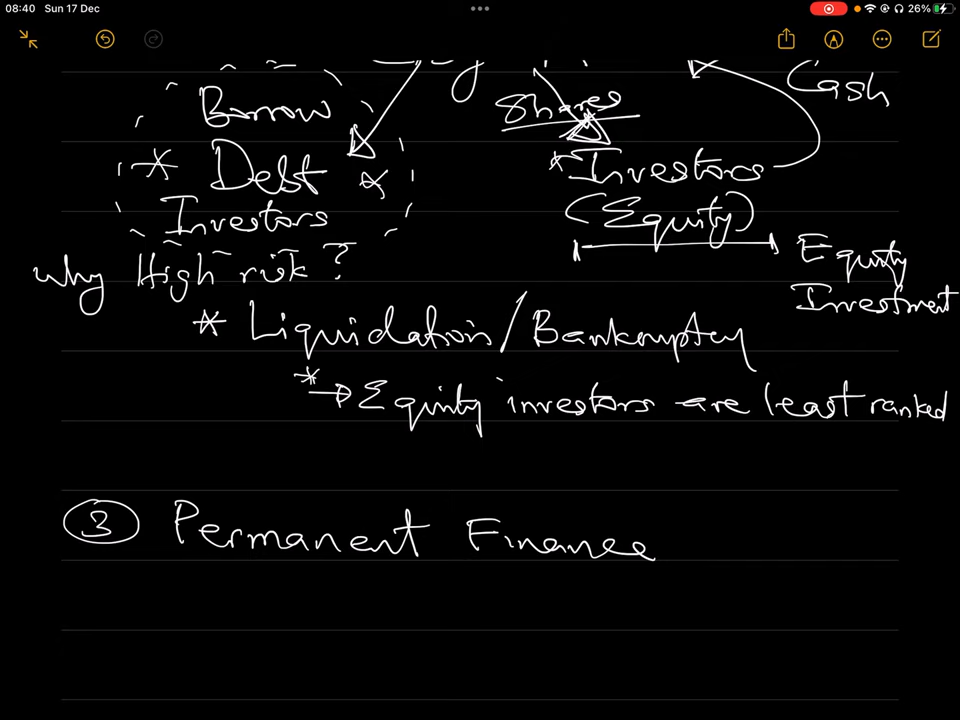 08:40 Sun 17 Dec
26%
Cash
Borrow
Shares
* Debt
* Investors
Investors
(Equity)
Equity
Investment
why High risk?
* Liquidation/Bankruptcy
* → Equity investors are least ranked
3 Permanent Finance